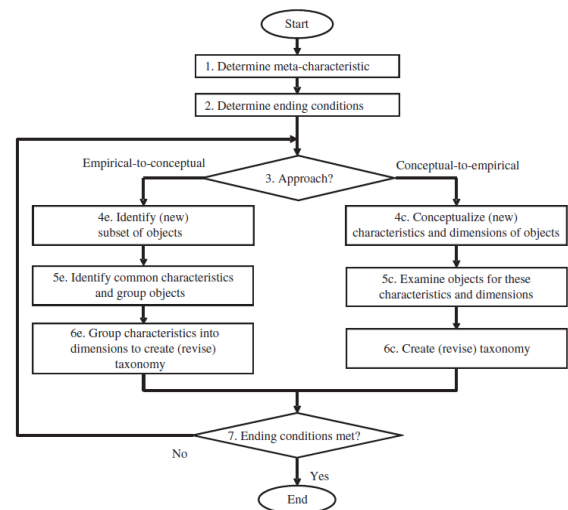 Start
1. Determine meta-characteristic
2. Determine ending conditions
Empirical-to-conceptual
Conceptual-to-empirical
3. Approach?
4e. Identify (new)
subset of objects
4c. Conceptualize (new)
characteristics and dimensions of objects
5e. Identify common characteristics
and group objects
5c. Examine objects for these
characteristics and dimensions
6e. Group characteristics into
dimensions to create (revise)
taxonomy
6c. Create (revise) taxonomy
7. Ending conditions met?
No
Yes
End